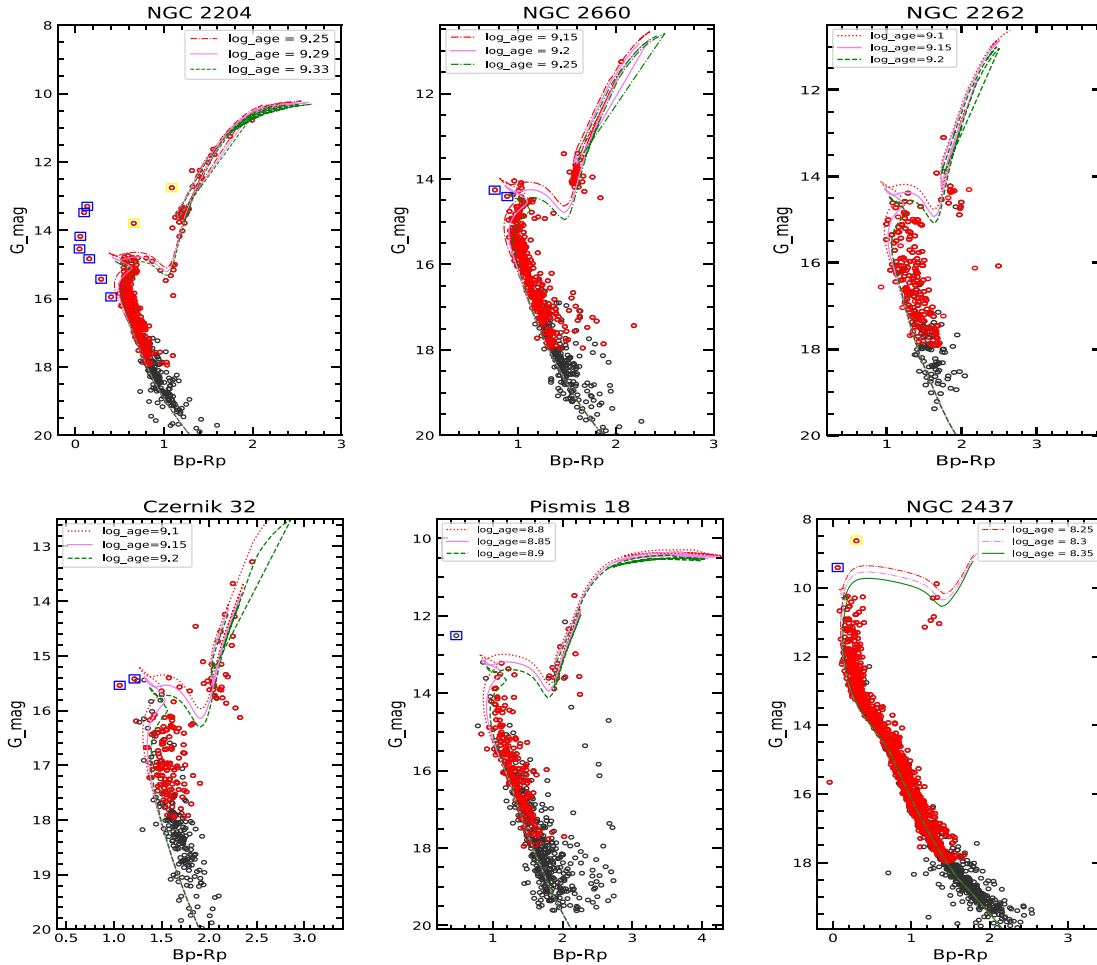 NGC 2204
log_age = 9.25
log_age = 9.29
log_age = 9.33
8
10
12
14
16
18
20
G_mag
0
1
2
3
Bp-Rp
NGC 2660
log_age = 9.15
log_age = 9.2
log_age = 9.25
12
14
16
18
20
G_mag
1
2
3
Bp-Rp
NGC 2262
log_age=9.1
log_age=9.15
log_age=9.2
12
14
16
18
20
G_mag
1
2
3
Bp-Rp
Czernik 32
log_age=9.1
log_age=9.15
log_age=9.2
13
14
15
16
17
18
19
20
G_mag
0.5
1.0
1.5
2.0
2.5
3.0
Bp-Rp
Pismis 18
log_age=8.8
log_age=8.85
log_age=8.9
10
12
14
16
18
20
G_mag
1
2
3
4
Bp-Rp
NGC 2437
log_age = 8.25
log_age = 8.3
log_age = 8.35
8
10
12
14
16
18
G_mag
0
1
2
3
Bp-Rp